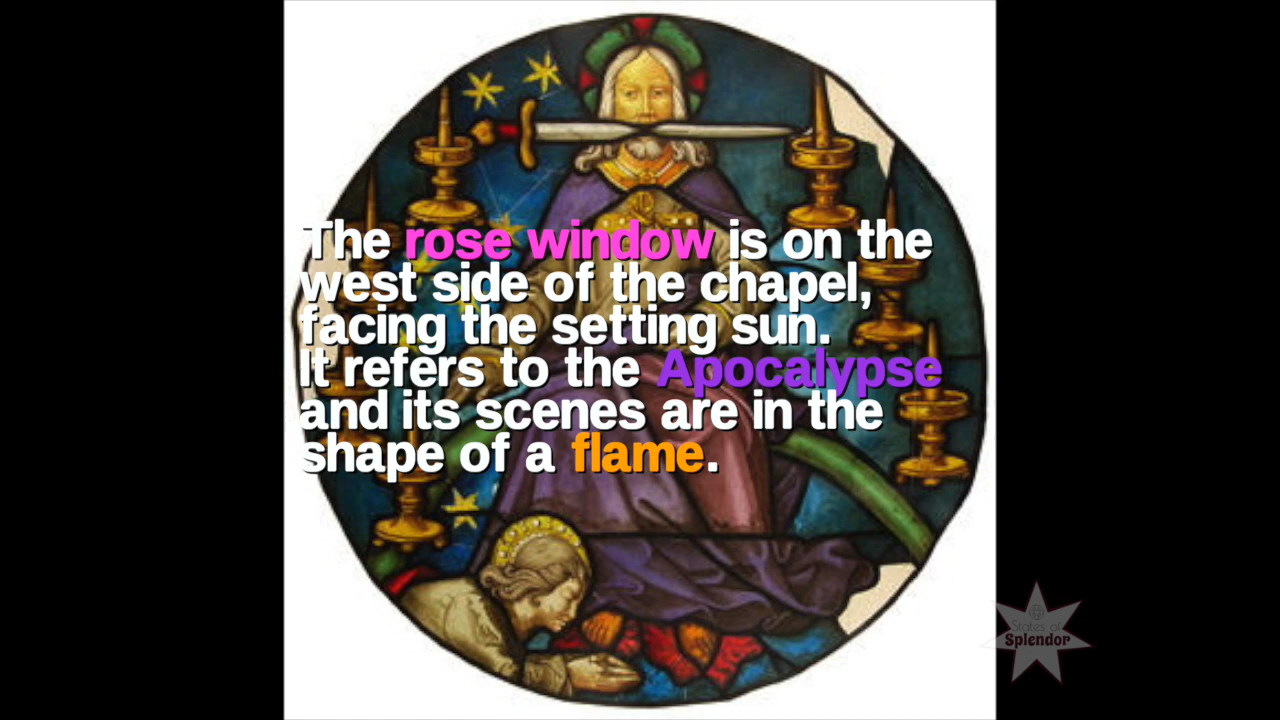 The rose window is on the
west side of the chapel,
facing the setting sun.
It refers to the Apocalypse
and its scenes are in the
shape of a flame.
States of
Splendor